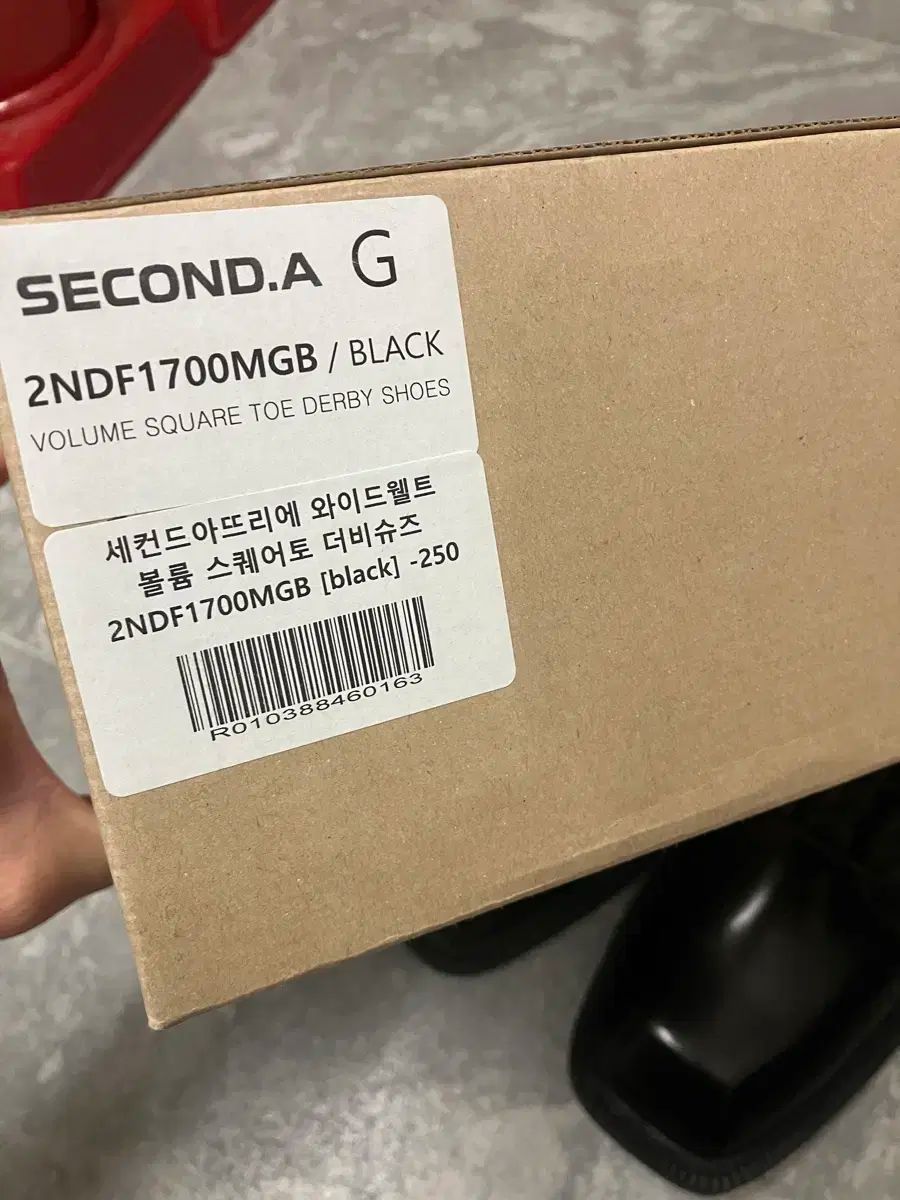 SECOND.A G
2NDF1700MGB / BLACK
VOLUME SQUARE TOE DERBY SHOES
세컨드아뜨리에 와이드웰트
볼륨 스퀘어토 더비슈즈
2NDF1700MGB [black] -250
R010388460163